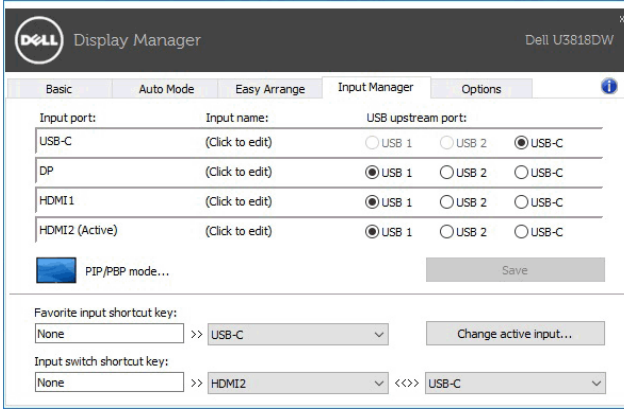 DELL Display Manager Dell U3818DW
Basic Auto Mode Easy Arrange Input Manager Options
Input port: Input name: USB upstream port:
USB-C (Click to edit) USB 1 USB 2 USB-C
DP (Click to edit) USB 1 USB 2 USB-C
HDMI1 (Click to edit) USB 1 USB 2 USB-C
HDMI2 (Active) (Click to edit) USB 1 USB 2 USB-C
PIP/PBP mode... Save
Favorite input shortcut key:
None >> USB-C Change active input...
Input switch shortcut key:
None >> HDMI2 <<>> USB-C